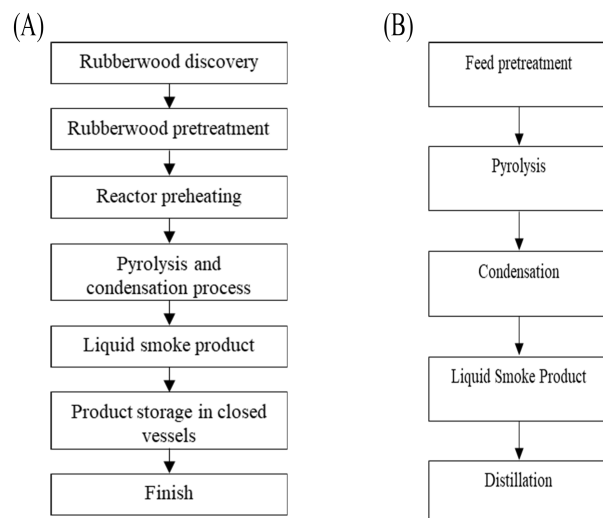 (A)
Rubberwood discovery
Rubberwood pretreatment
Reactor preheating
Pyrolysis and
condensation process
Liquid smoke product
Product storage in closed
vessels
Finish
(B)
Feed pretreatment
Pyrolysis
Condensation
Liquid Smoke Product
Distillation